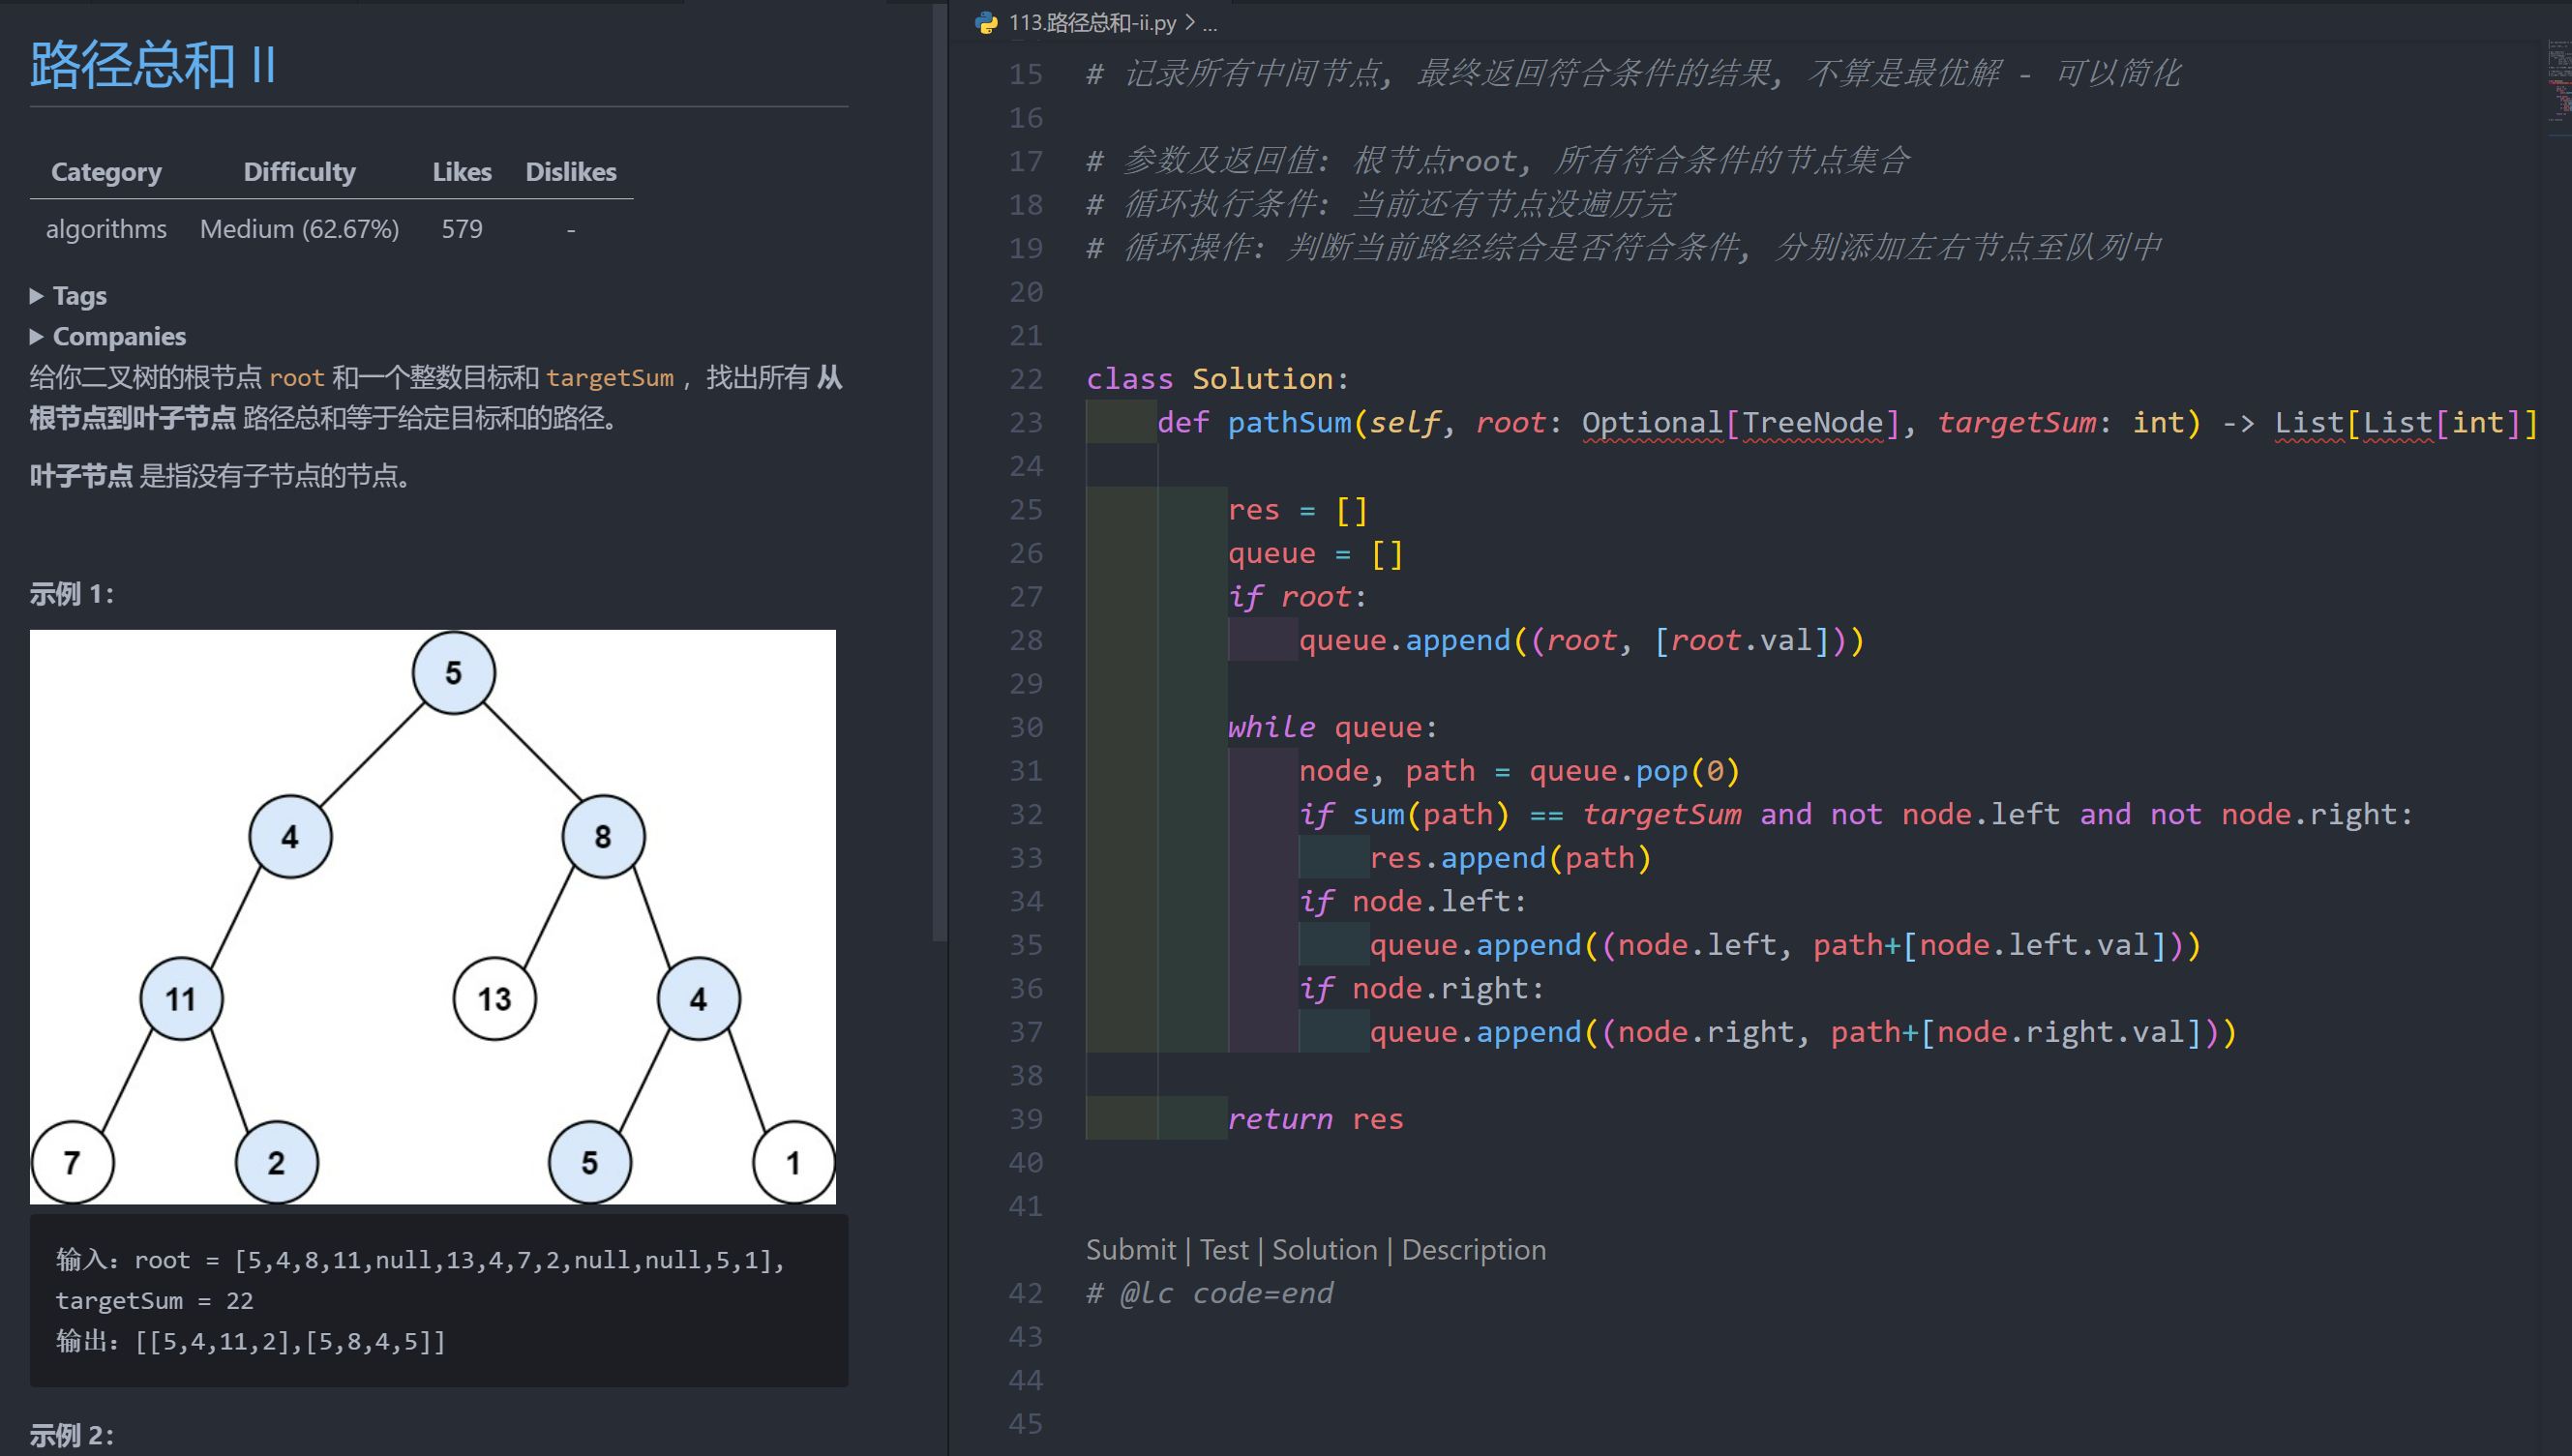 路径总和 II
Category Difficulty Likes Dislikes
algorithms Medium (62.67%) 579 -
▶ Tags
▶ Companies
给你二叉树的根节点 root 和一个整数目标和 targetSum ，找出所有 从
根节点到叶子节点 路径总和等于给定目标和的路径。
叶子节点 是指没有子节点的节点。
示例 1：
5
4
8
11
13
4
7
2
5
1
输入：root = [5,4,8,11,null,13,4,7,2,null,null,5,1],
targetSum = 22
输出：[[5,4,11,2],[5,8,4,5]]
示例 2：
113.路径总和-ii.py > ...
15 # 记录所有中间节点, 最终返回符合条件的结果, 不算是最优解 - 可以简化
16
17 # 参数及返回值: 根节点root, 所有符合条件的节点集合
18 # 循环执行条件: 当前还有节点没遍历完
19 # 循环操作: 判断当前路经综合是否符合条件, 分别添加左右节点至队列中
20
21
22 class Solution:
23     def pathSum(self, root: Optional[TreeNode], targetSum: int) -> List[List[int]]
24
25         res = []
26         queue = []
27         if root:
28             queue.append((root, [root.val]))
29
30         while queue:
31             node, path = queue.pop(0)
32             if sum(path) == targetSum and not node.left and not node.right:
33                 res.append(path)
34             if node.left:
35                 queue.append((node.left, path+[node.left.val]))
36             if node.right:
37                 queue.append((node.right, path+[node.right.val]))
38
39         return res
40
41
Submit | Test | Solution | Description
42 # @lc code=end
43
44
45